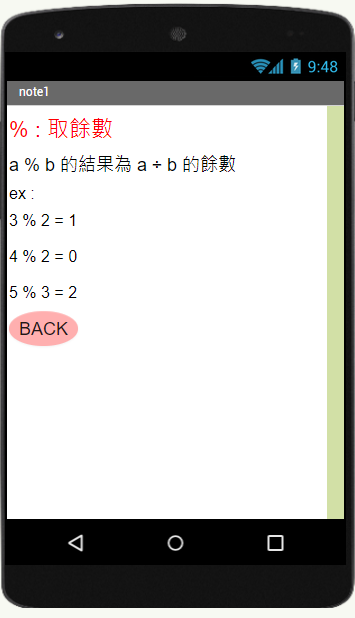 9:48
note1
% : 取餘數
a % b 的結果為 a ÷ b 的餘數
ex :
3 % 2 = 1
4 % 2 = 0
5 % 3 = 2
BACK